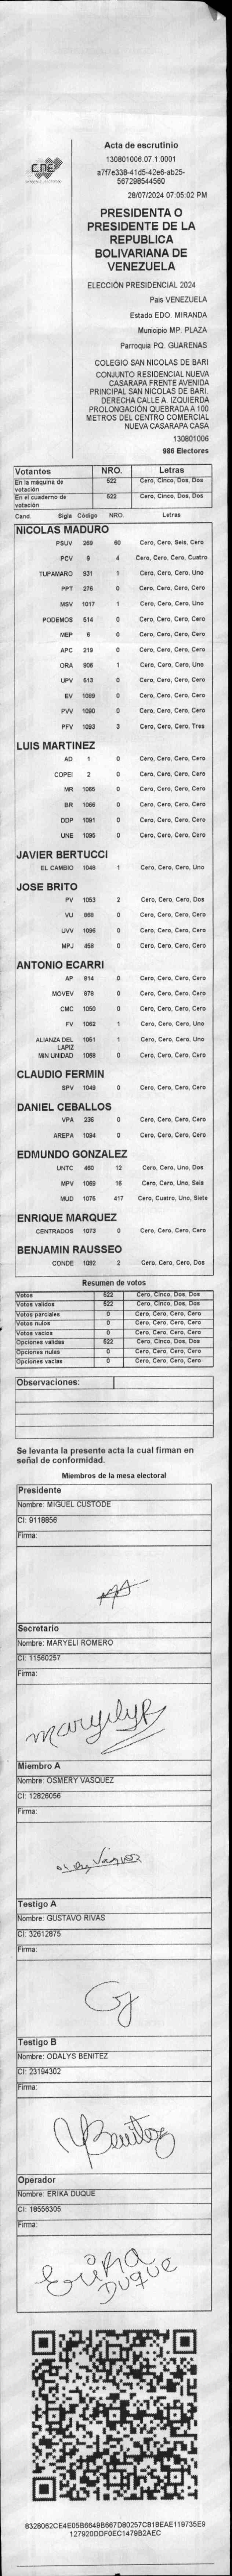 CNE
Acta de escrutinio
130801006.07.1.0001
a7f7e338-41d5-42e6-ab25-
567298544560
28/07/2024 07:05:02 PM
PRESIDENTA O
PRESIDENTE DE LA
REPUBLICA
BOLIVARIANA DE
VENEZUELA
ELECCIÓN PRESIDENCIAL 2024
País VENEZUELA
Estado EDO. MIRANDA
Municipio MP. PLAZA
Parroquia PQ. GUARENAS
COLEGIO SAN NICOLAS DE BARI
CONJUNTO RESIDENCIAL NUEVA
CASARAPA FRENTE AVENIDA
PRINCIPAL SAN NICOLAS DE BARI.
DERECHA CALLE A. IZQUIERDA
PROLONGACIÓN QUEBRADA A 100
METROS DEL CENTRO COMERCIAL
NUEVA CASARAPA CASA
130801006
986 Electores
Votantes NRO. Letras
En la máquina de votación 522 Cero, Cinco, Dos, Dos
En el cuaderno de votación 522 Cero, Cinco, Dos, Dos
Cand. Sigla Código NRO. Letras
NICOLAS MADURO
PSUV 269 60 Cero, Cero, Seis, Cero
PCV 9 4 Cero, Cero, Cero, Cuatro
TUPAMARO 931 1 Cero, Cero, Cero, Uno
PPT 276 0 Cero, Cero, Cero, Cero
MSV 1017 1 Cero, Cero, Cero, Uno
PODEMOS 514 0 Cero, Cero, Cero, Cero
MEP 6 0 Cero, Cero, Cero, Cero
APC 219 0 Cero, Cero, Cero, Cero
ORA 906 1 Cero, Cero, Cero, Uno
UPV 513 0 Cero, Cero, Cero, Cero
EV 1089 0 Cero, Cero, Cero, Cero
PVV 1090 0 Cero, Cero, Cero, Cero
PFV 1093 3 Cero, Cero, Cero, Tres
LUIS MARTINEZ
AD 1 0 Cero, Cero, Cero, Cero
COPEI 2 0 Cero, Cero, Cero, Cero
MR 1065 0 Cero, Cero, Cero, Cero
BR 1066 0 Cero, Cero, Cero, Cero
DDP 1091 0 Cero, Cero, Cero, Cero
UNE 1095 0 Cero, Cero, Cero, Cero
JAVIER BERTUCCI
EL CAMBIO 1048 1 Cero, Cero, Cero, Uno
JOSE BRITO
PV 1053 2 Cero, Cero, Cero, Dos
VU 868 0 Cero, Cero, Cero, Cero
UVV 1096 0 Cero, Cero, Cero, Cero
MPJ 458 0 Cero, Cero, Cero, Cero
ANTONIO ECARRI
AP 814 0 Cero, Cero, Cero, Cero
MOVEV 879 0 Cero, Cero, Cero, Cero
CMC 1050 0 Cero, Cero, Cero, Cero
FV 1062 1 Cero, Cero, Cero, Uno
ALIANZA DEL LAPIZ 1051 1 Cero, Cero, Cero, Uno
MIN UNIDAD 1068 0 Cero, Cero, Cero, Cero
CLAUDIO FERMIN
SPV 1049 0 Cero, Cero, Cero, Cero
DANIEL CEBALLOS
VPA 236 0 Cero, Cero, Cero, Cero
AREPA 1094 0 Cero, Cero, Cero, Cero
EDMUNDO GONZALEZ
UNTC 460 12 Cero, Cero, Uno, Dos
MPV 1069 16 Cero, Cero, Uno, Seis
MUD 1076 417 Cero, Cuatro, Uno, Siete
ENRIQUE MARQUEZ
CENTRADOS 1073 0 Cero, Cero, Cero, Cero
BENJAMIN RAUSSEO
CONDE 1092 2 Cero, Cero, Cero, Dos
Resumen de votos
Votos 522 Cero, Cinco, Dos, Dos
Votos validos 522 Cero, Cinco, Dos, Dos
Votos parciales 0 Cero, Cero, Cero, Cero
Votos nulos 0 Cero, Cero, Cero, Cero
Votos vacios 0 Cero, Cero, Cero, Cero
Opciones validas 522 Cero, Cinco, Dos, Dos
Opciones nulas 0 Cero, Cero, Cero, Cero
Opciones vacias 0 Cero, Cero, Cero, Cero
Observaciones:
Se levanta la presente acta la cual firman en
señal de conformidad.
Miembros de la mesa electoral
Presidente
Nombre: MIGUEL CUSTODE
CI: 9118856
Firma:
Secretario
Nombre: MARYELI ROMERO
CI: 11560257
Firma:
maryelyR
Miembro A
Nombre: OSMERY VASQUEZ
CI: 12826056
Firma:
Vasquez
Testigo A
Nombre: GUSTAVO RIVAS
CI: 32612875
Firma:
Testigo B
Nombre: ODALYS BENITEZ
CI: 23194302
Firma:
Benitez
Operador
Nombre: ERIKA DUQUE
CI: 18556305
Firma:
Erika
DUQUE
8328062CE4E05B6649B667D80257C818EAE119735E9
127920DDF0EC1479B2AEC